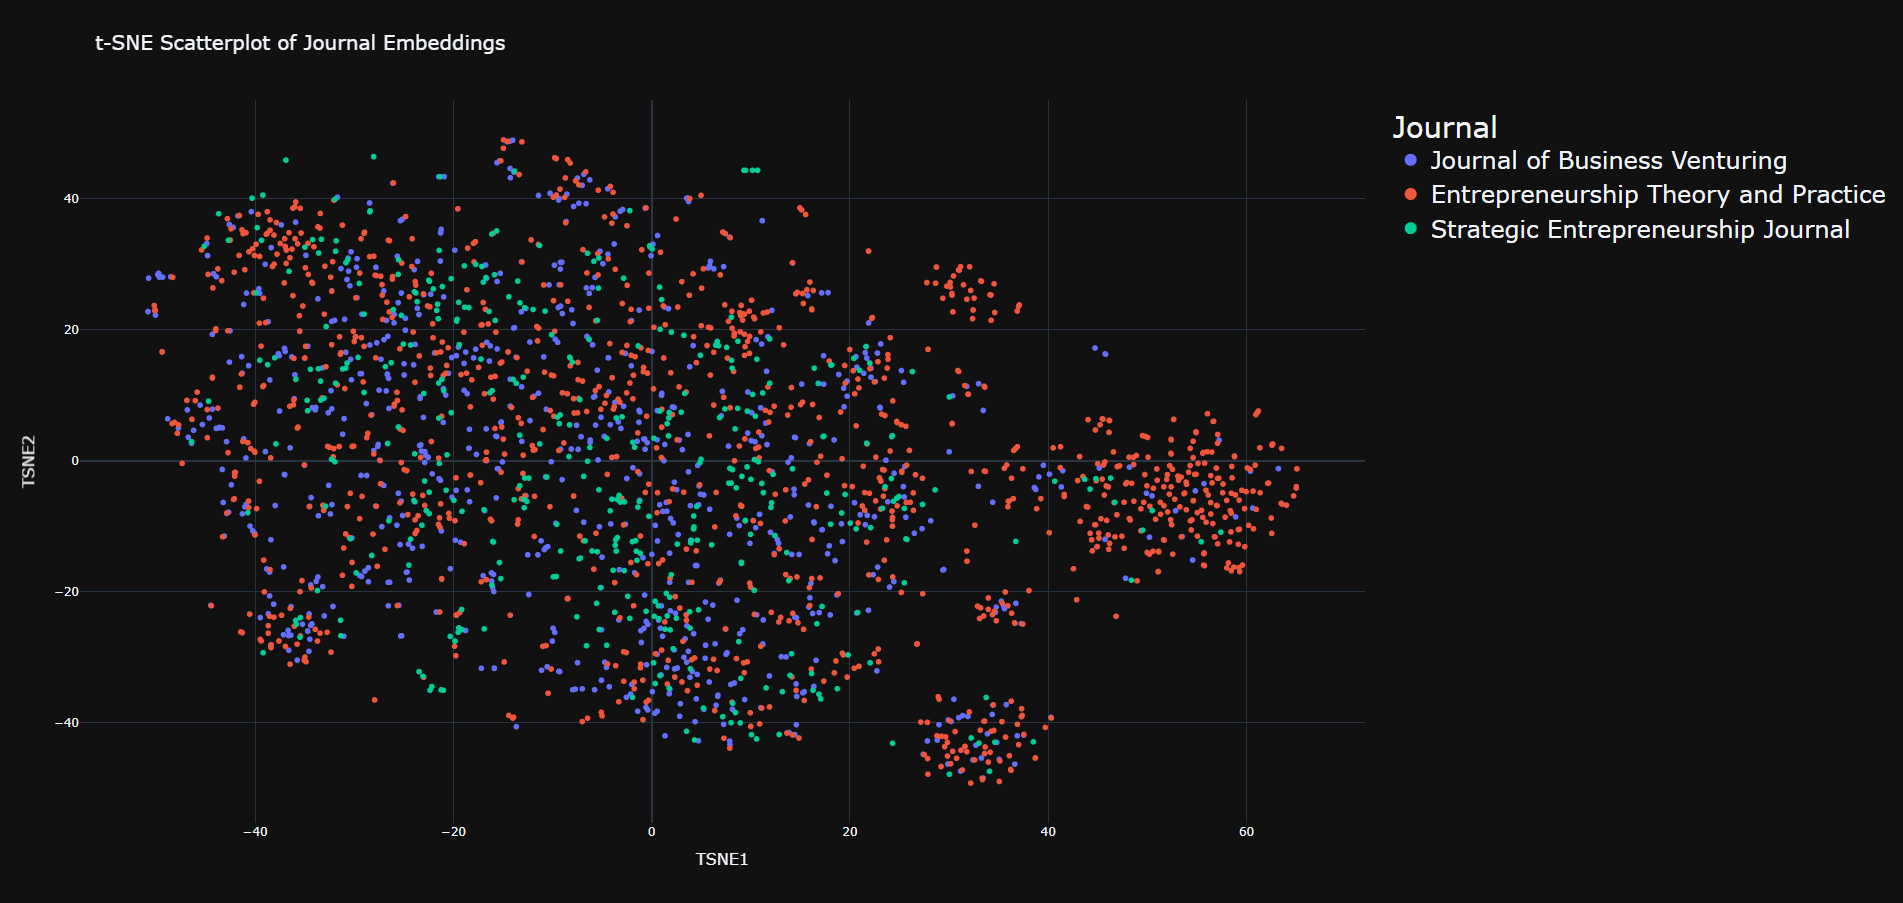 t-SNE Scatterplot of Journal Embeddings
Journal
Journal of Business Venturing
Entrepreneurship Theory and Practice
Strategic Entrepreneurship Journal
40
20
0
−20
−40
TSNE2
−40
−20
0
20
40
60
TSNE1